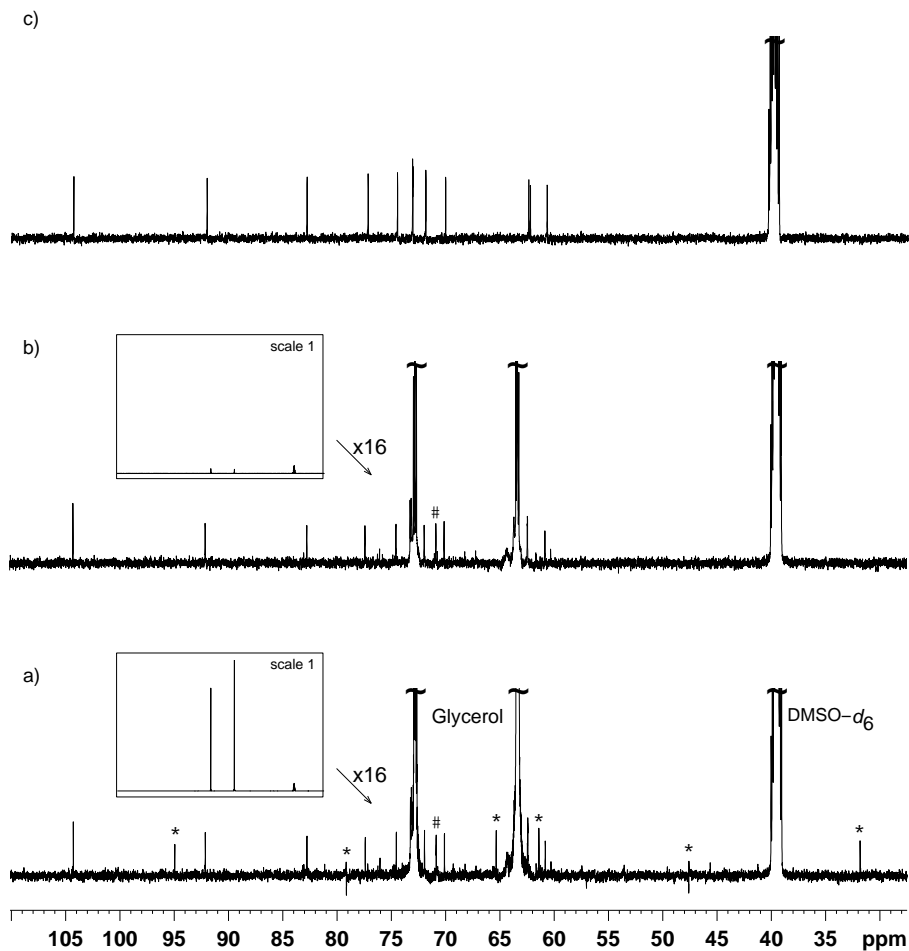 c)
b)
scale 1
x16
#
a)
scale 1
x16
Glycerol
DMSO–d6
*
*
#
*
*
*
*
105 100 95 90 85 80 75 70 65 60 55 50 45 40 35 ppm